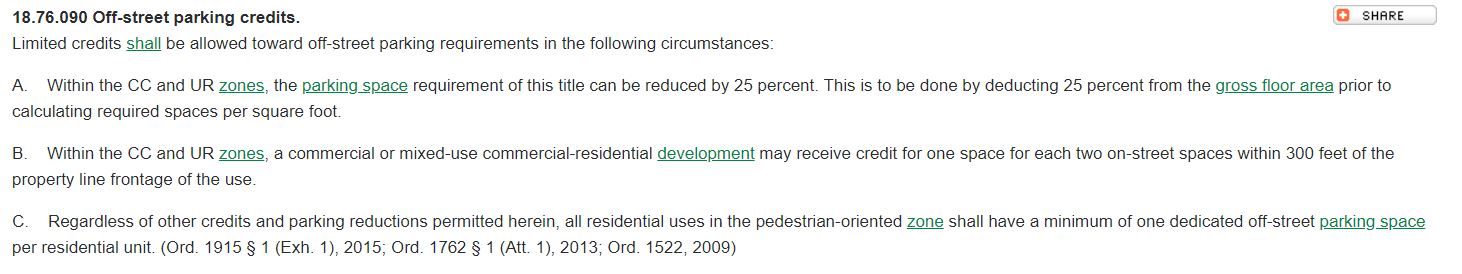 18.76.090 Off-street parking credits.
SHARE
Limited credits shall be allowed toward off-street parking requirements in the following circumstances:
A. Within the CC and UR zones, the parking space requirement of this title can be reduced by 25 percent. This is to be done by deducting 25 percent from the gross floor area prior to
calculating required spaces per square foot.
B. Within the CC and UR zones, a commercial or mixed-use commercial-residential development may receive credit for one space for each two on-street spaces within 300 feet of the
property line frontage of the use.
C. Regardless of other credits and parking reductions permitted herein, all residential uses in the pedestrian-oriented zone shall have a minimum of one dedicated off-street parking space
per residential unit. (Ord. 1915 § 1 (Exh. 1), 2015; Ord. 1762 § 1 (Att. 1), 2013; Ord. 1522, 2009)